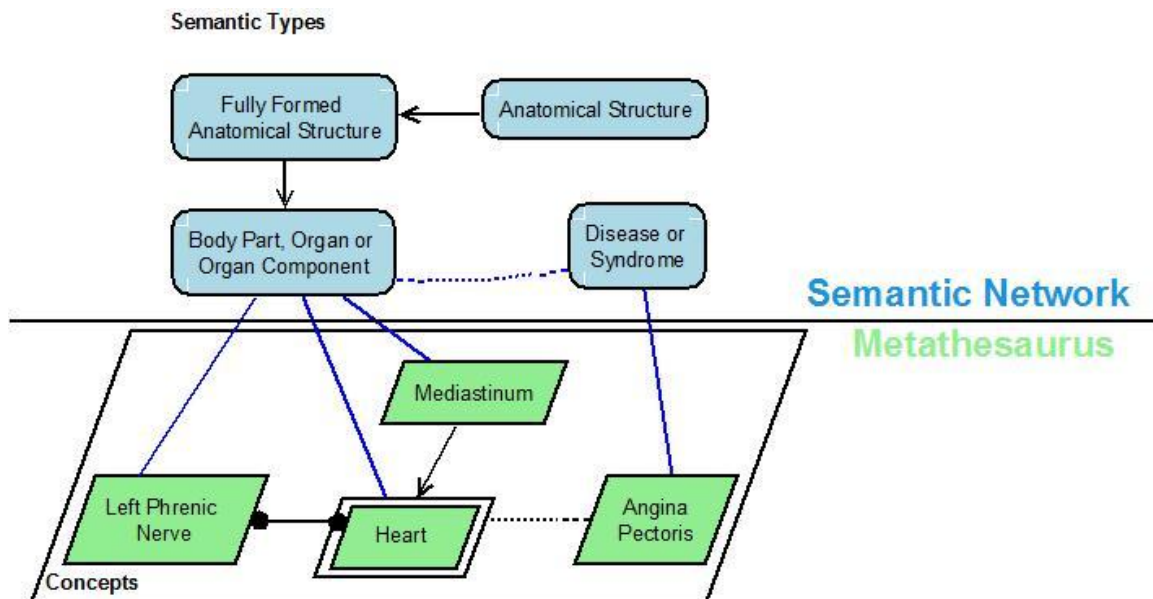 Semantic Types
Fully Formed
Anatomical Structure
Anatomical Structure
Body Part, Organ or
Organ Component
Disease or
Syndrome
Semantic Network
Metathesaurus
Mediastinum
Left Phrenic
Nerve
Heart
Angina
Pectoris
Concepts